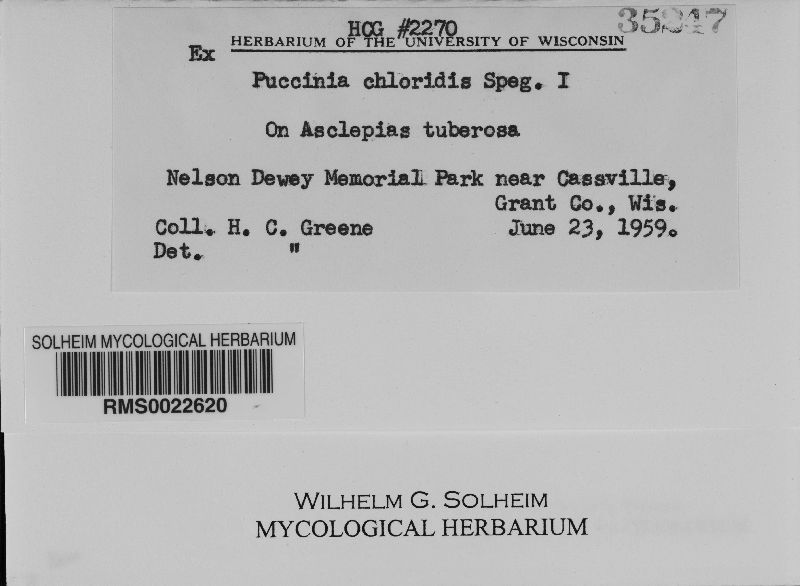 HCG #2270
Ex HERBARIUM OF THE UNIVERSITY OF WISCONSIN
Puccinia chloridis Speg. I
On Asclepias tuberosa
Nelson Dewey Memorial Park near Cassville,
Grant Co., Wis.
Coll. H. C. Greene June 23, 1959.
Det. "
SOLHEIM MYCOLOGICAL HERBARIUM
RMS0022620
WILHELM G. SOLHEIM
MYCOLOGICAL HERBARIUM